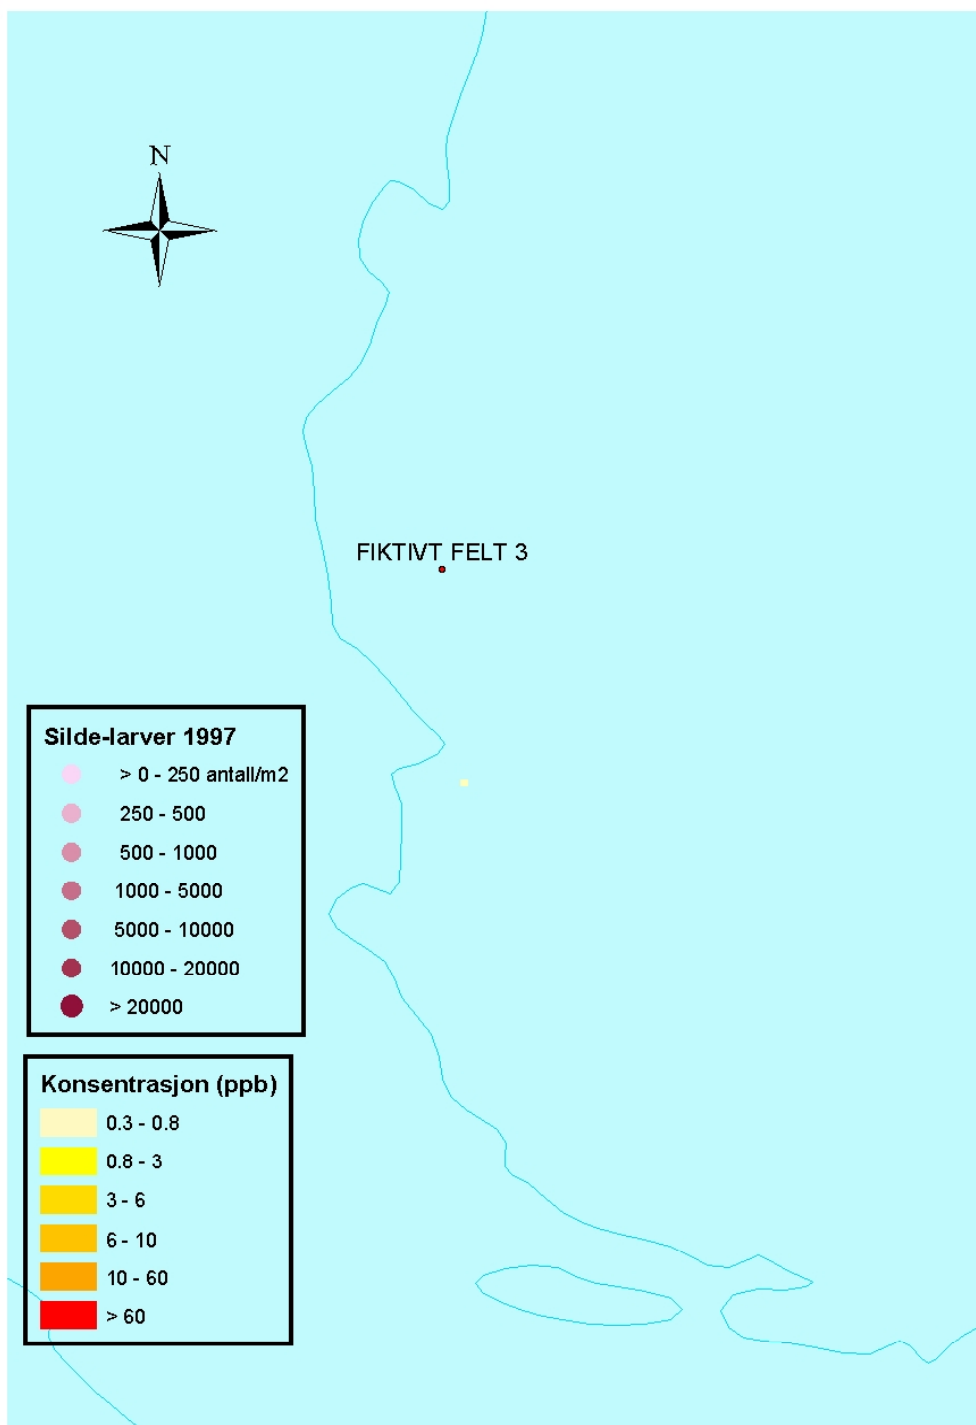 N
FIKTIVT FELT 3
Silde-larver 1997
> 0 - 250 antall/m2
250 - 500
500 - 1000
1000 - 5000
5000 - 10000
10000 - 20000
> 20000
Konsentrasjon (ppb)
0.3 - 0.8
0.8 - 3
3 - 6
6 - 10
10 - 60
> 60